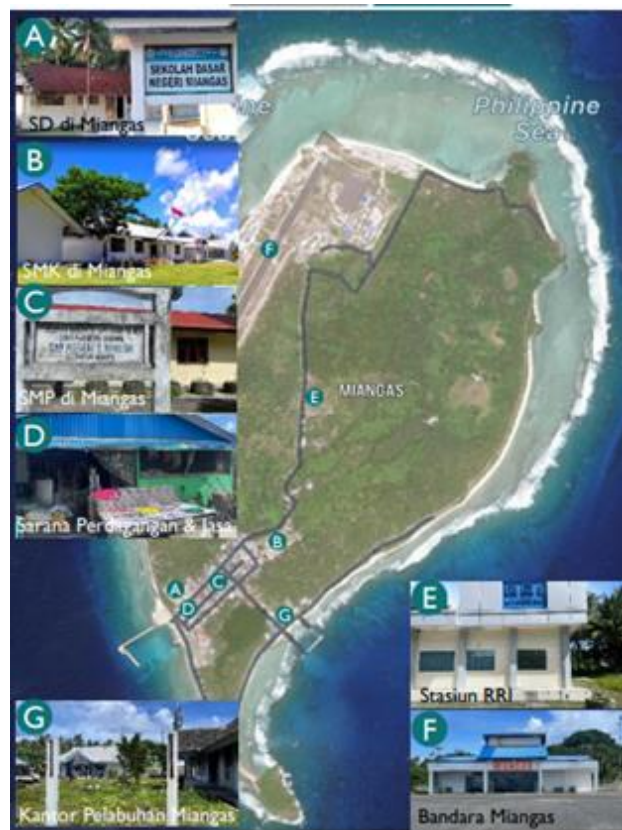 A
SEKOLAH DASAR
NEGERI MIANGAS
SD di Miangas
Philippine
Sea
B
SMK di Miangas
F
C
SMP di Miangas
E
MIANGAS
D
Sarana Perdagangan & Jasa
B
A
C
D
G
E
Stasiun RRI
G
Kantor Pelabuhan Miangas
F
Bandara Miangas